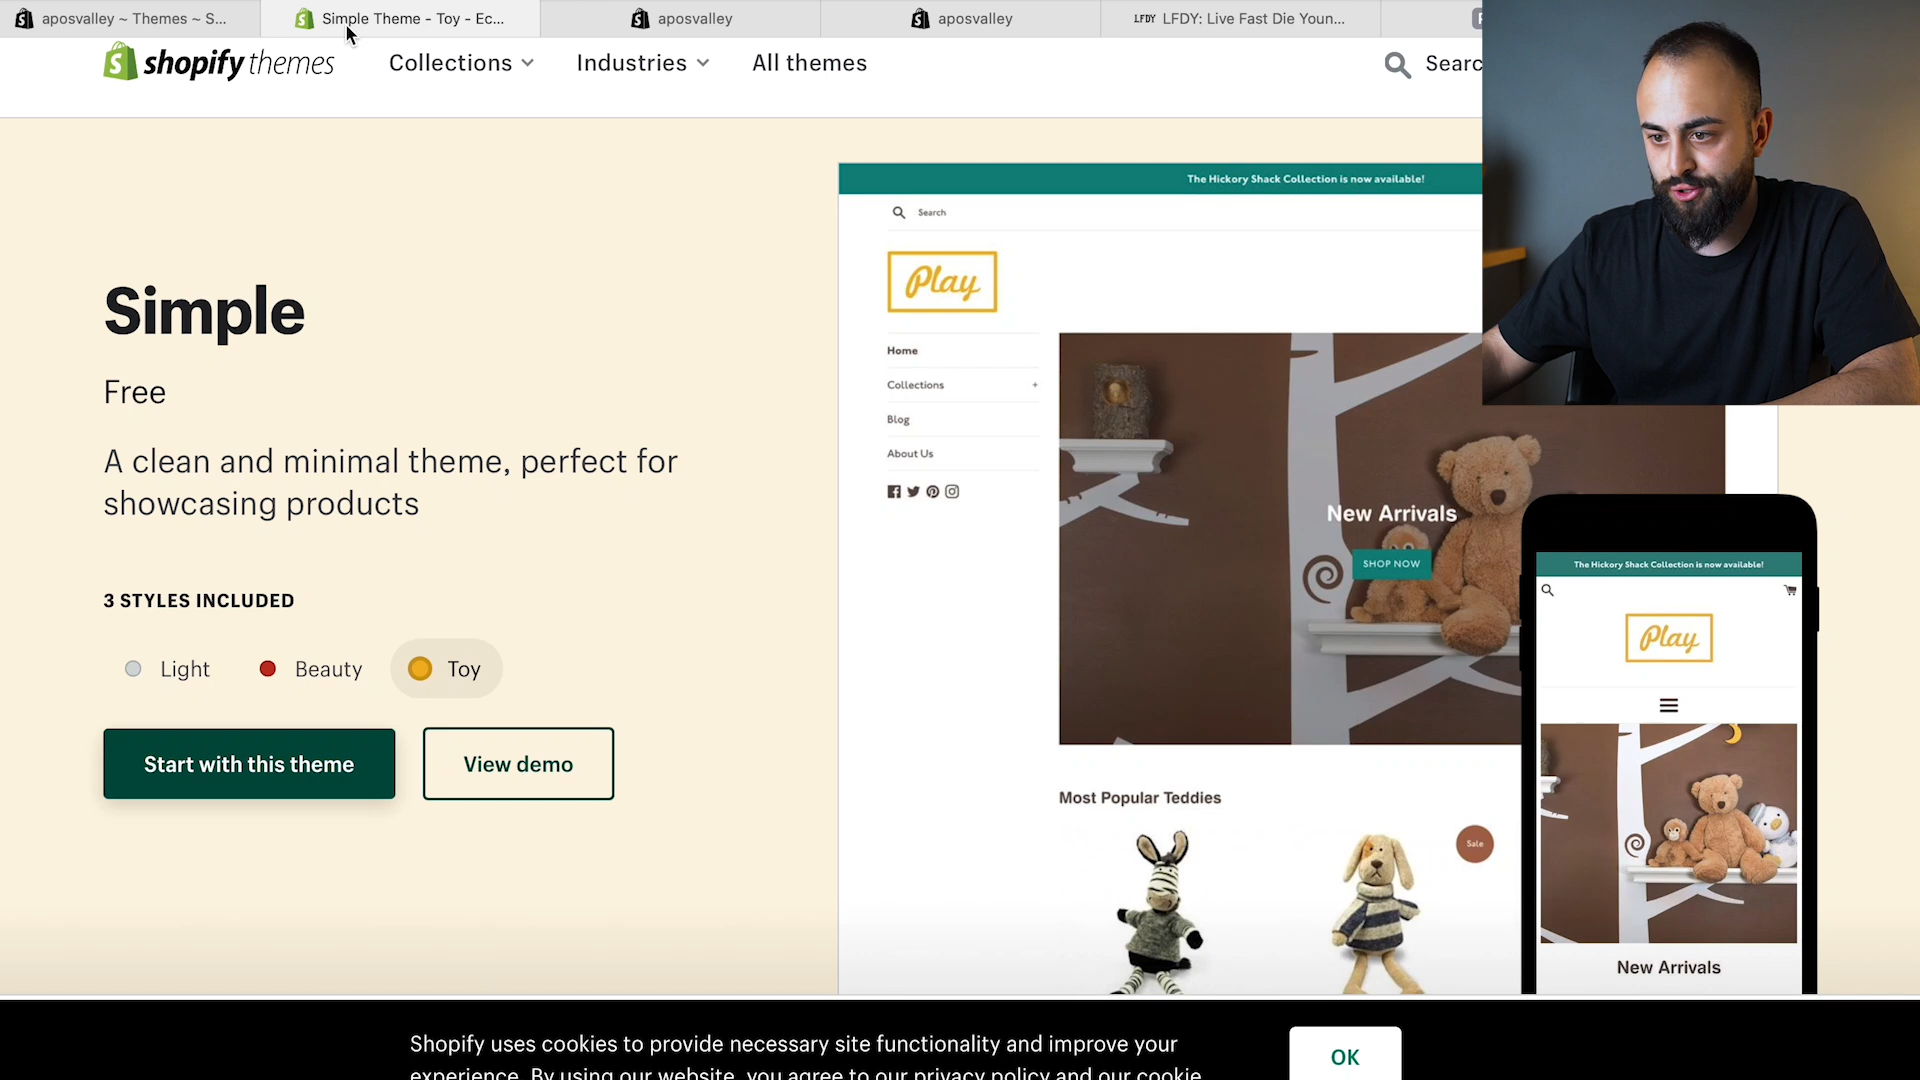 aposvalley ~ Themes ~ S...
Simple Theme - Toy - Ec...
aposvalley
aposvalley
LFDY LFDY: Live Fast Die Youn...
shopify themes
Collections
Industries
All themes
Searc
Simple
Free
A clean and minimal theme, perfect for
showcasing products
3 STYLES INCLUDED
Light
Beauty
Toy
Start with this theme
View demo
The Hickory Shack Collection is now available!
Search
Play
Home
Collections +
Blog
About Us
New Arrivals
SHOP NOW
Most Popular Teddies
Sale
The Hickory Shack Collection is now available!
Play
New Arrivals
Shopify uses cookies to provide necessary site functionality and improve your
experience. By using our website, you agree to our privacy policy and our cookie
OK